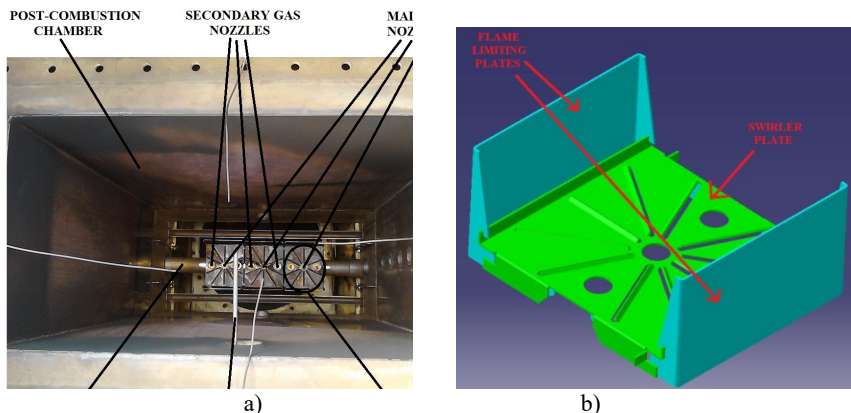 POST-COMBUSTION
CHAMBER
SECONDARY GAS
NOZZLES
FLAME
LIMITING
PLATES
SWIRLER
PLATE
a)
b)